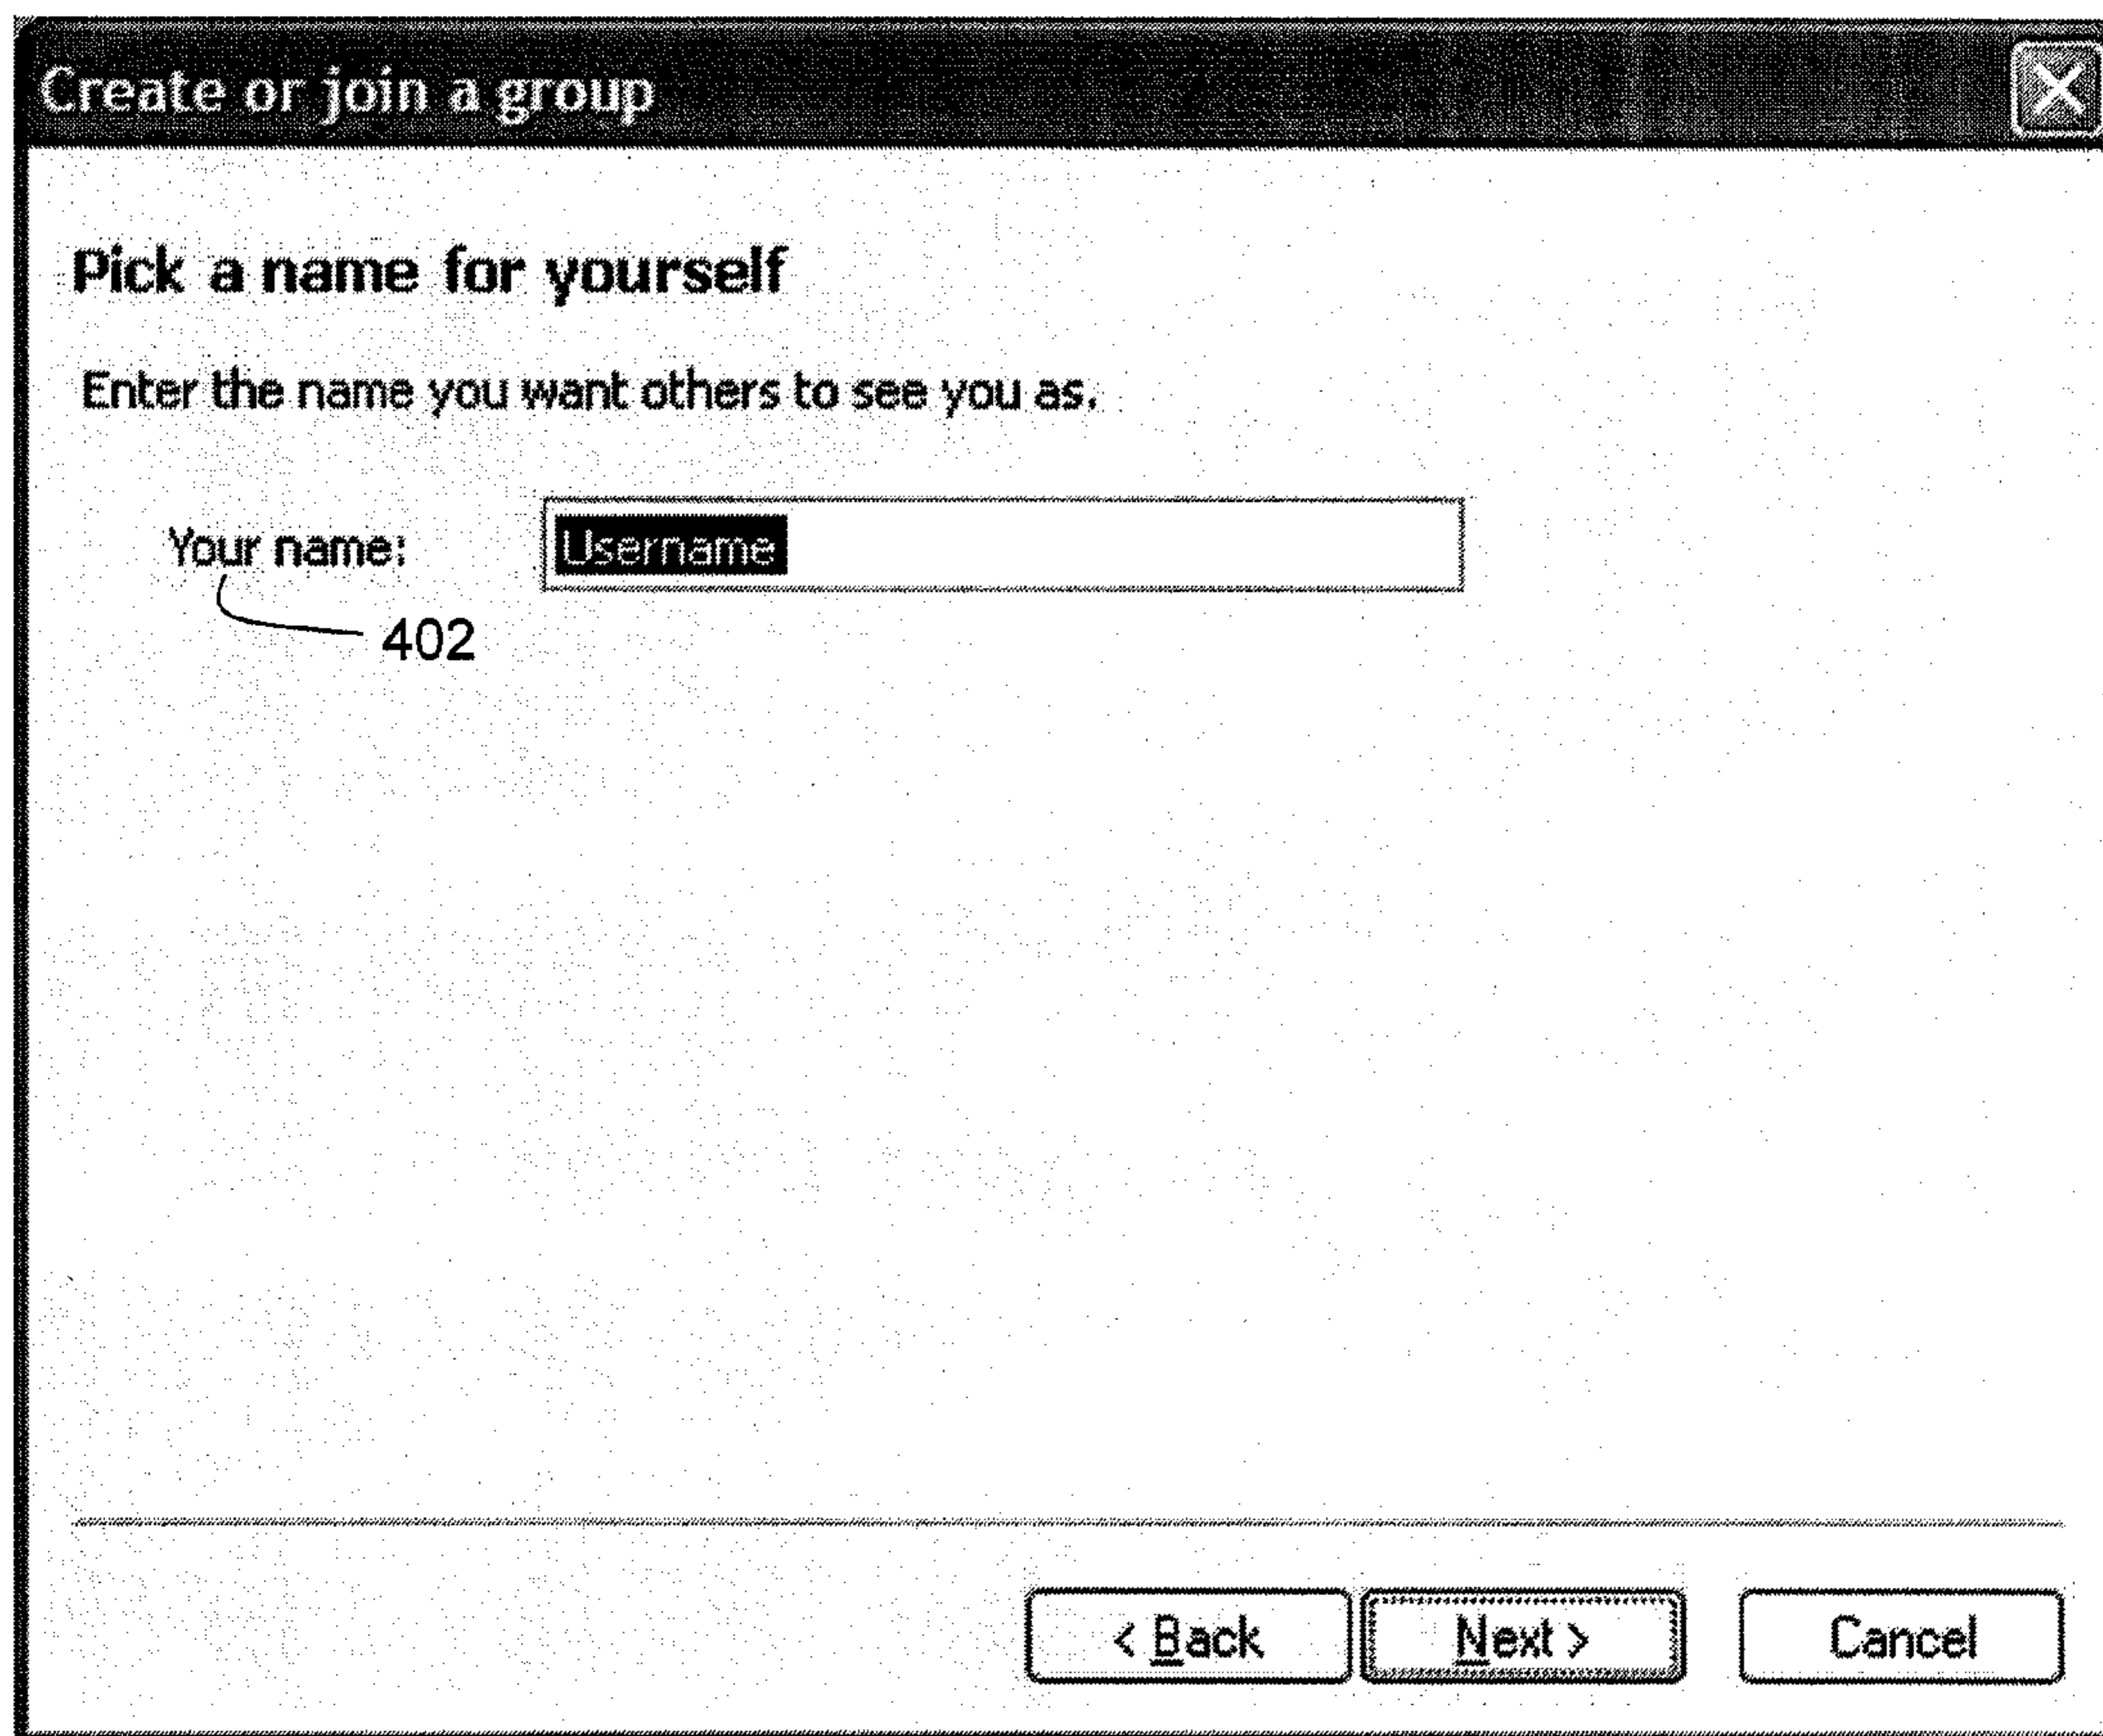 Create or join a group
Pick a name for yourself
Enter the name you want others to see you as.
Your name: Username
402
< Back Next > Cancel